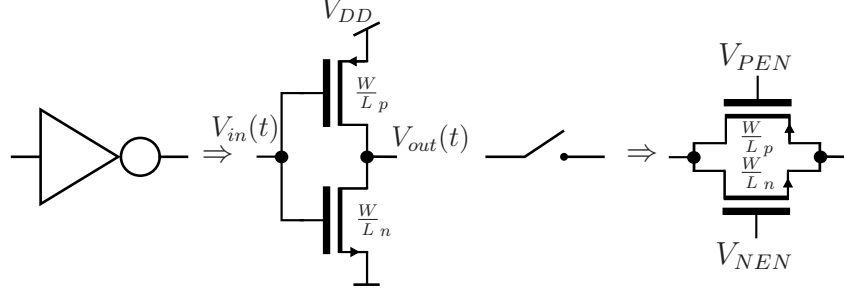 V_{DD}
\frac{W}{L}_p
V_{in}(t)
⇒
V_{out}(t)
\frac{W}{L}_n
⇒
V_{PEN}
\frac{W}{L}_p
\frac{W}{L}_n
V_{NEN}